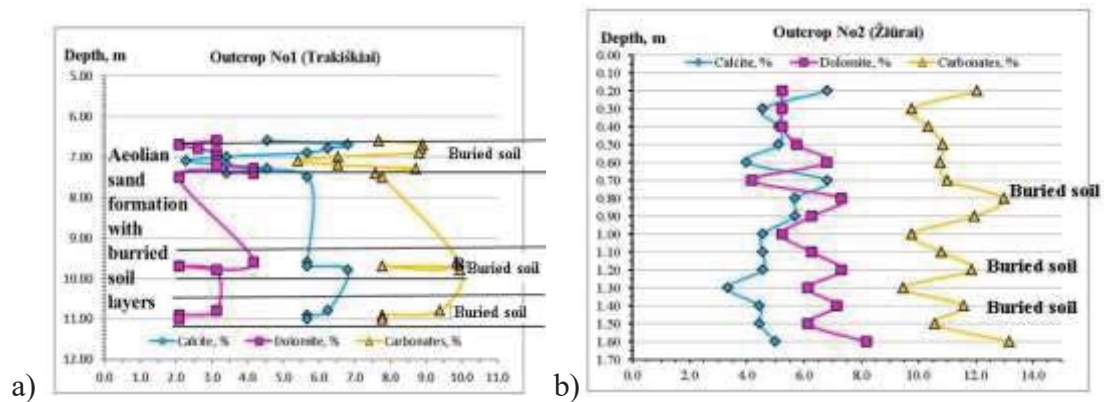 Depth, m
Outcrop No1 (Trakiškiai)
5.00
6.00
7.00
8.00
9.00
10.00
11.00
12.00
Aeolian
sand
formation
with
burried
soil
layers
Buried soil
Buried soil
Buried soil
Calcite, %
Dolomite, %
Carbonates, %
0.0 1.0 2.0 3.0 4.0 5.0 6.0 7.0 8.0 9.0 10.0 11.0
a)
Depth, m
Outcrop No2 (Žiūrai)
Calcite, %
Dolomite, %
Carbonates, %
0.00
0.10
0.20
0.30
0.40
0.50
0.60
0.70
0.80
0.90
1.00
1.10
1.20
1.30
1.40
1.50
1.60
1.70
Buried soil
Buried soil
Buried soil
0.0 2.0 4.0 6.0 8.0 10.0 12.0 14.0
b)